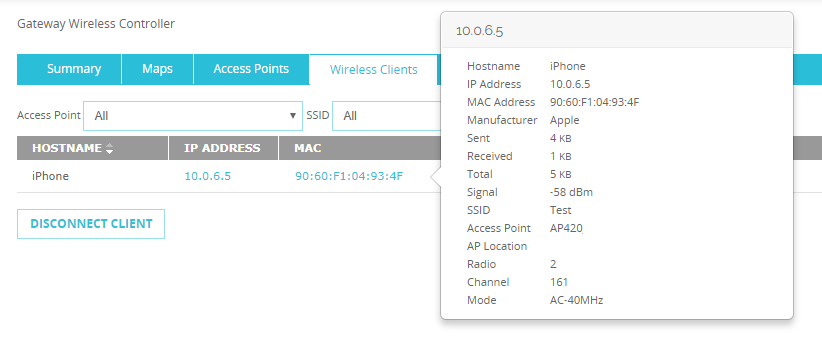 Gateway Wireless Controller
Summary Maps Access Points Wireless Clients
Access Point All SSID All
HOSTNAME IP ADDRESS MAC
iPhone 10.0.6.5 90:60:F1:04:93:4F
DISCONNECT CLIENT
10.0.6.5
Hostname iPhone
IP Address 10.0.6.5
MAC Address 90:60:F1:04:93:4F
Manufacturer Apple
Sent 4 KB
Received 1 KB
Total 5 KB
Signal -58 dBm
SSID Test
Access Point AP420
AP Location
Radio 2
Channel 161
Mode AC-40MHz